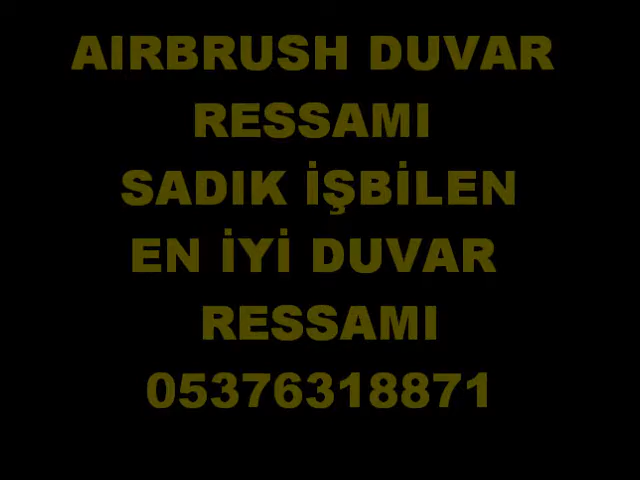 AIRBRUSH DUVAR
RESSAMI
SADIK İŞBİLEN
EN İYİ DUVAR
RESSAMI
05376318871